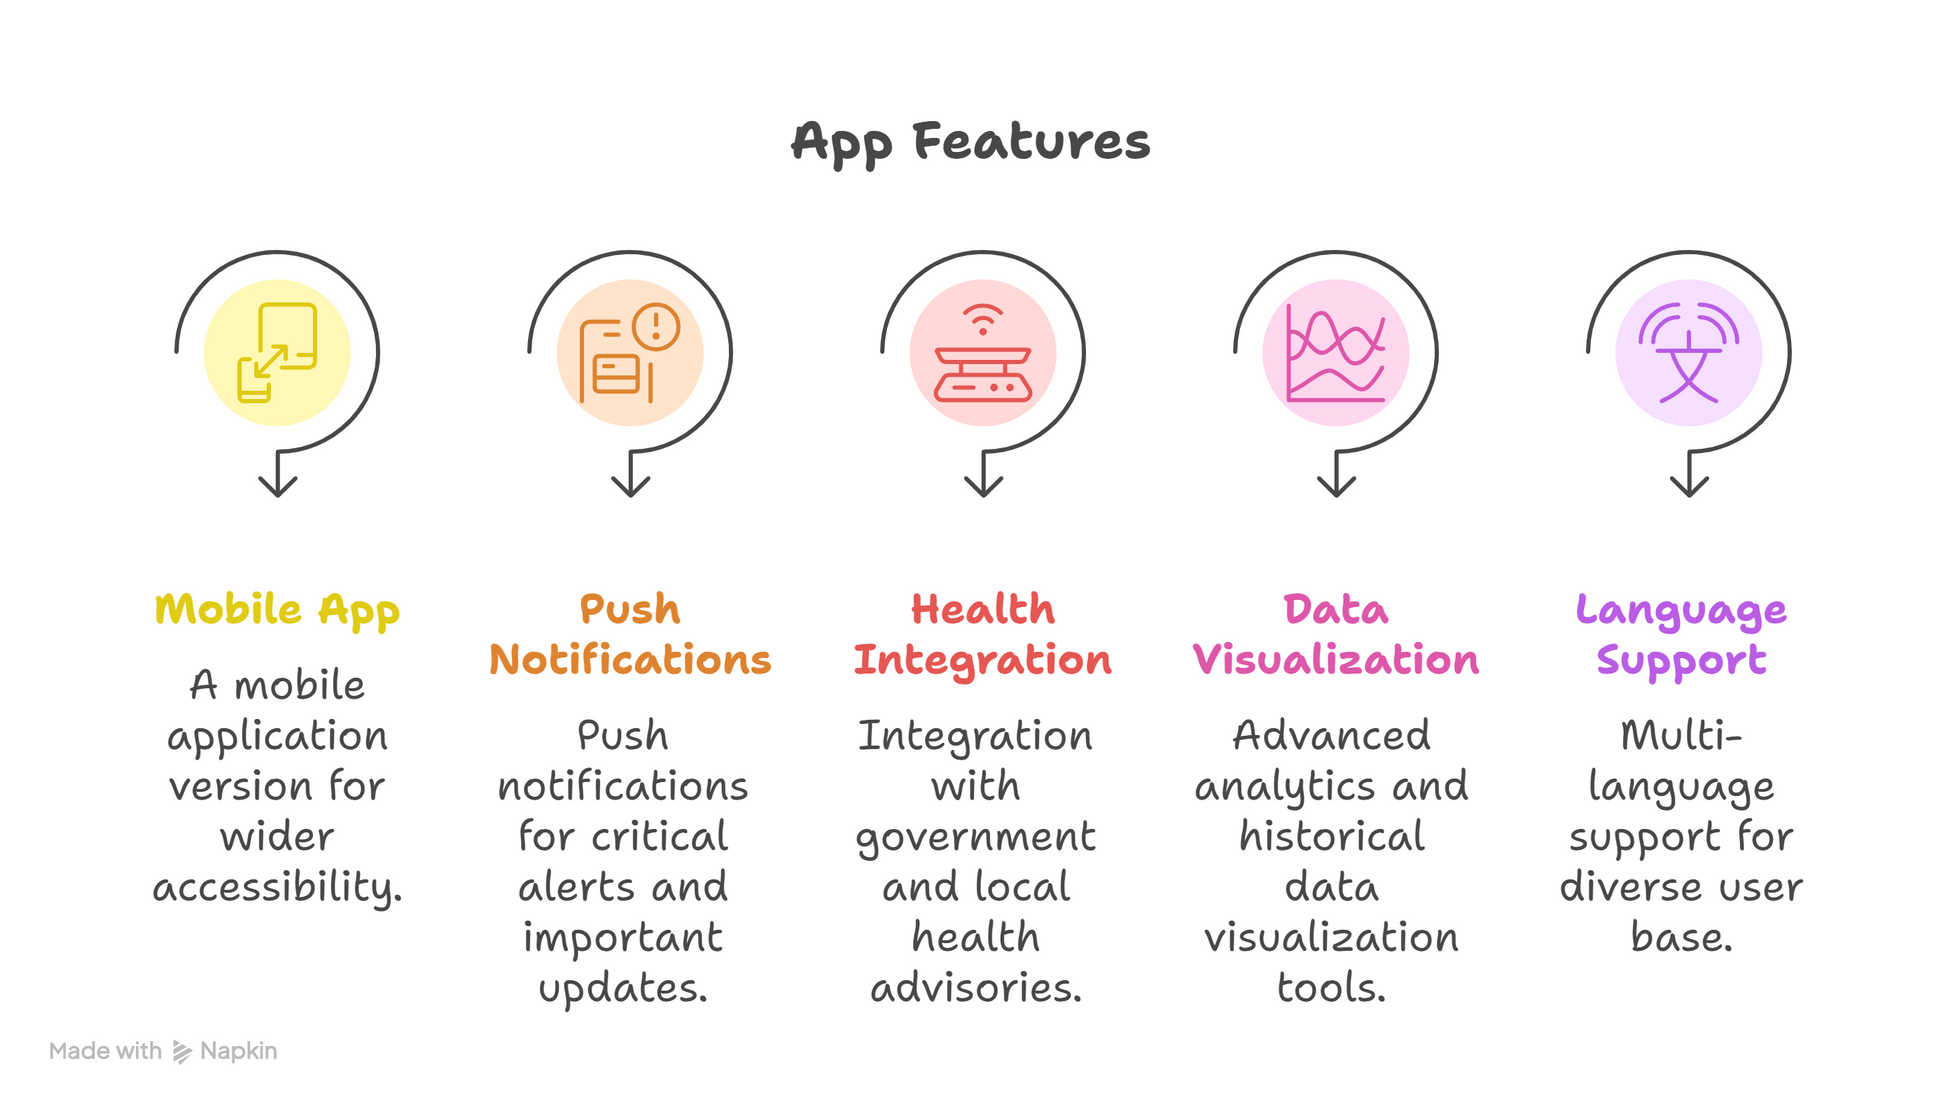 App Features
Mobile App
A mobile
application
version for
wider
accessibility.
Push
Notifications
Push
notifications
for critical
alerts and
important
updates.
Health
Integration
Integration
with
government
and local
health
advisories.
Data
Visualization
Advanced
analytics and
historical
data
visualization
tools.
Language
Support
Multi-
language
support for
diverse user
base.
Made with Napkin